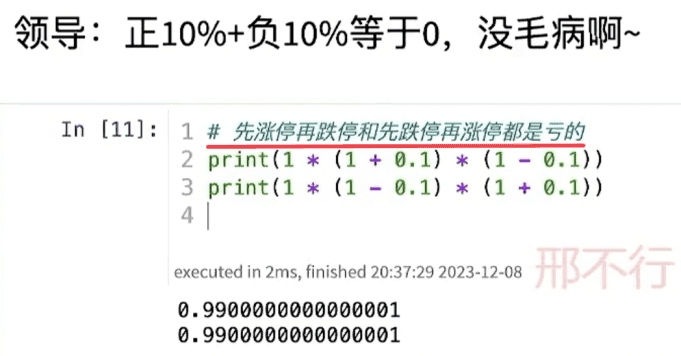 领导：正10%+负10%等于0，没毛病啊~
In [11]:
1 # 先涨停再跌停和先跌停再涨停都是亏的
2 print(1 * (1 + 0.1) * (1 - 0.1))
3 print(1 * (1 - 0.1) * (1 + 0.1))
4
executed in 2ms, finished 20:37:29 2023-12-08
邢不行
0.9900000000000001
0.9900000000000001